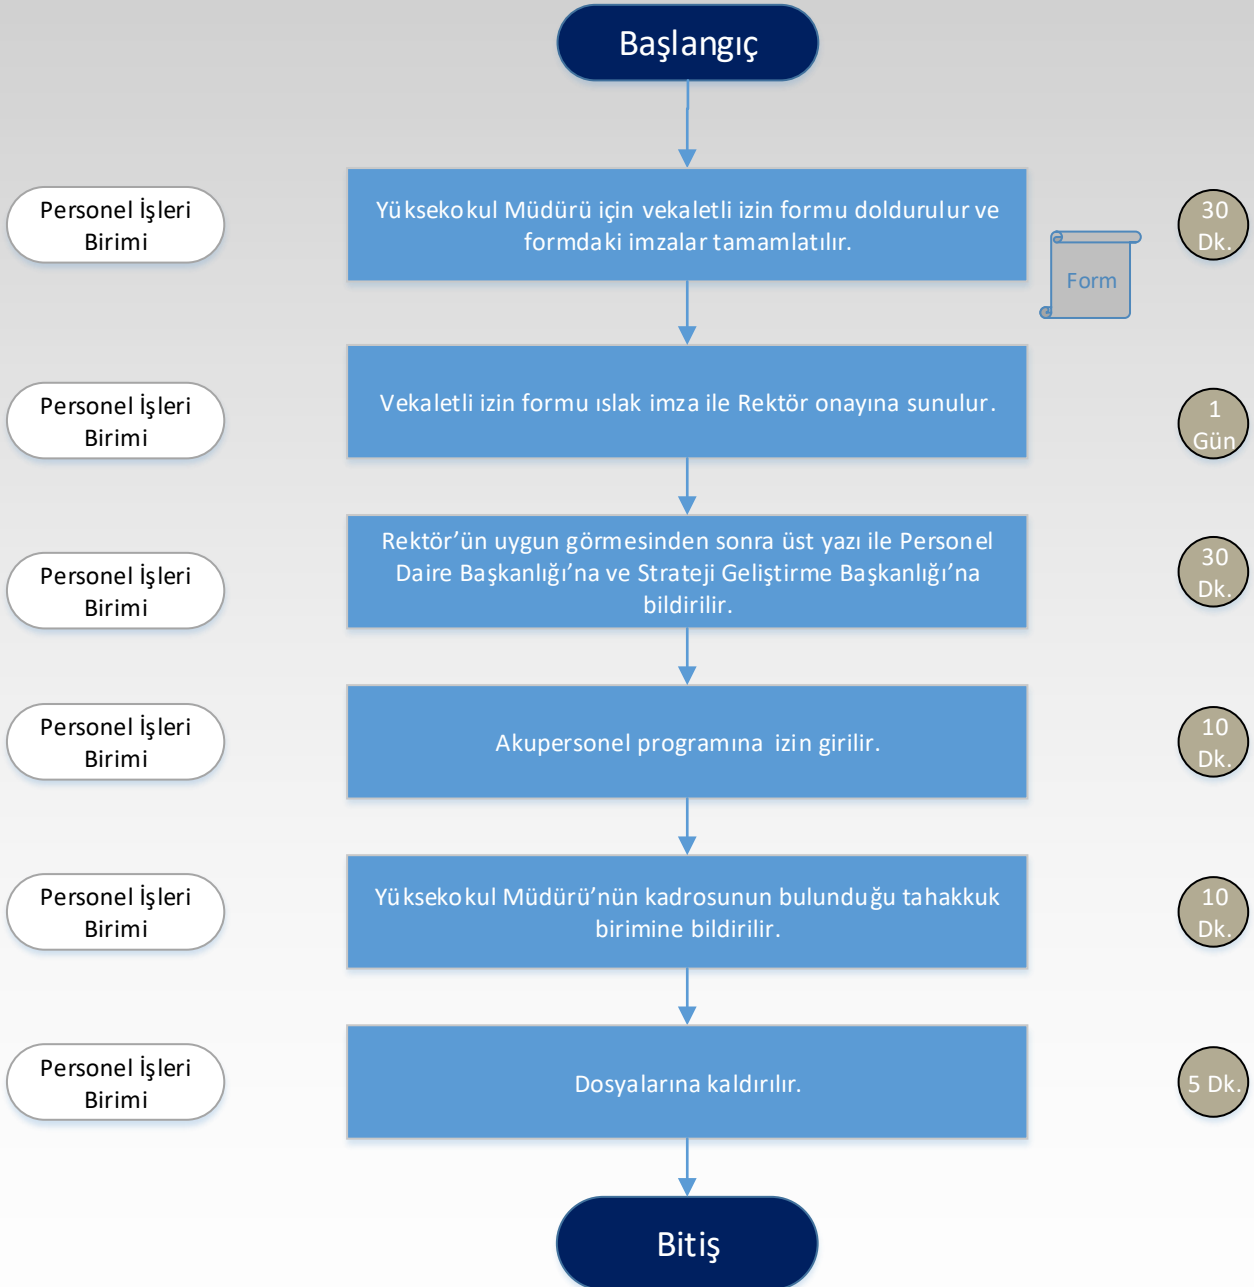 Başlangıç
Personel İşleri
Birimi
Yüksekokul Müdürü için vekaletli izin formu doldurulur ve
formdaki imzalar tamamlatılır.
30
Dk.
Form
Personel İşleri
Birimi
Vekaletli izin formu ıslak imza ile Rektör onayına sunulur.
1
Gün
Personel İşleri
Birimi
Rektör’ün uygun görmesinden sonra üst yazı ile Personel
Daire Başkanlığı’na ve Strateji Geliştirme Başkanlığı’na
bildirilir.
30
Dk.
Personel İşleri
Birimi
Akupersonel programına izin girilir.
10
Dk.
Personel İşleri
Birimi
Yüksekokul Müdürü’nün kadrosunun bulunduğu tahakkuk
birimine bildirilir.
10
Dk.
Personel İşleri
Birimi
Dosyalarına kaldırılır.
5 Dk.
Bitiş